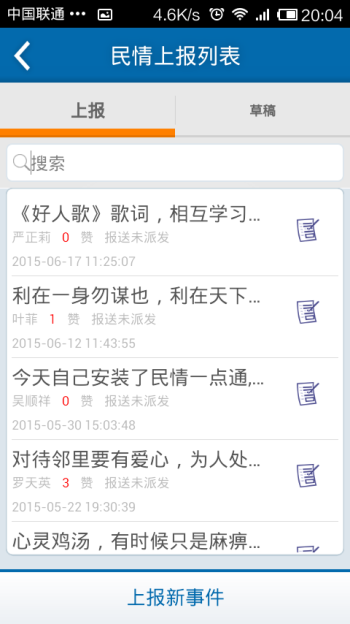 中国联通 ••• 4.6K/s 20:04
民情上报列表
上报 草稿
搜索
《好人歌》歌词，相互学习...
严正莉 0 赞 报送未派发
2015-06-17 11:25:07
利在一身勿谋也，利在天下...
叶菲 1 赞 报送未派发
2015-06-12 11:43:55
今天自己安装了民情一点通,...
吴顺祥 0 赞 报送未派发
2015-05-30 15:03:48
对待邻里要有爱心，为人处...
罗天英 3 赞 报送未派发
2015-05-22 19:30:39
心灵鸡汤，有时候只是麻痹...
上报新事件